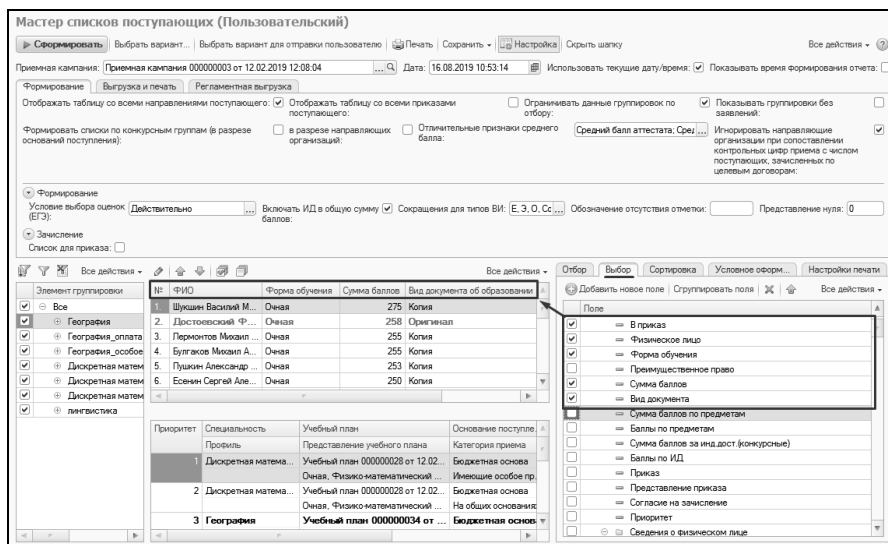 Мастер списков поступающих (Пользовательский)
Сформировать Выбрать вариант... Выбрать вариант для отправки пользователю Печать Сохранить Настройка Скрыть шапку Все действия
Приемная кампания: Приемная кампания 000000003 от 12.02.2019 12:08:04 ... Дата: 16.08.2019 10:53:14 Использовать текущие дату/время: Показывать время формирования отчета:
Формирование Выгрузка и печать Регламентная выгрузка
Отображать таблицу со всеми направлениями поступающего: Отображать таблицу со всеми приказами Ограничивать данные группировок по Показывать группировки без
поступающего: отбору: заявлений:
Формировать списки по конкурсным группам (в разрезе в разрезе направляющих Отличительные признаки среднего Средний балл аттестата; Сред ... Игнорировать направляющие
оснований поступления): организаций: балла: организации при сопоставлении
контрольных цифр приема с числом
поступающих, зачисленных по
целевым договорам:
Формирование
Условие выбора оценок Действительно ... Включать ИД в общую сумму Сокращения для типов ВИ: Е, Э, О, Сс ... Обозначение отсутствия отметки: Представление нуля: 0
(ЕГЭ): баллов:
Зачисление
Список для приказа:
Все действия Все действия Отбор Выбор Сортировка Условное оформ... Настройки печати
Добавить новое поле Сгруппировать поля Все действия
Элемент группировки № ФИО Форма обучения Сумма баллов Вид документа об образовании Поле
Все 1. Шукшин Василий М... Очная 275 Копия В приказ
География 2. Достоевский Ф... Очная 258 Оригинал Физическое лицо
География_оплата 3. Лермонтов Михаил ... Очная 255 Копия Форма обучения
География_особое 4. Булгаков Михаил А... Очная 255 Копия Преимущественное право
Дискретная матем 5. Пушкин Александр ... Очная 253 Копия Сумма баллов
Дискретная матем 6. Есенин Сергей Але... Очная 250 Копия Вид документа
Дискретная матем Сумма баллов по предметам
лингвистика Баллы по предметам
Приоритет Специальность Учебный план Основание поступле. Сумма баллов за инд.дост.(конкурсные)
Профиль Представление учебного плана Категория приема Баллы по ИД
1 Дискретная матема... Учебный план 000000028 от 12.02... Бюджетная основа Приказ
Очная, Физико-математический ... Имеющие особое пр. Представление приказа
2 Дискретная матема... Учебный план 000000028 от 12.02... Бюджетная основа Согласие на зачисление
Очная, Физико-математический ... На общих основания: Приоритет
3 География Учебный план 000000034 от ... Бюджетная основ Сведения о физическом лице